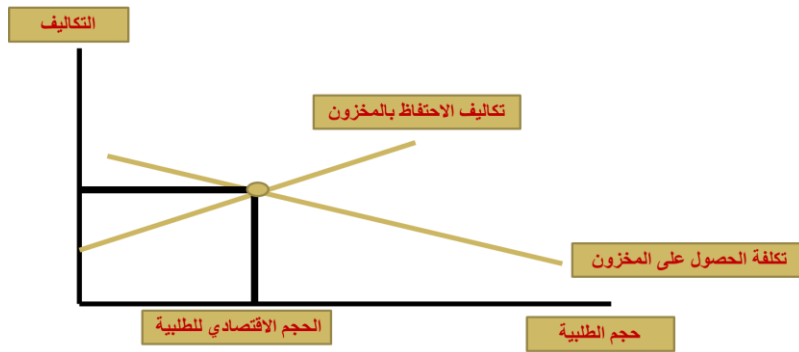 التكاليف
تكاليف الاحتفاظ بالمخزون
تكلفة الحصول على المخزون
الحجم الاقتصادي للطلبية
حجم الطلبية